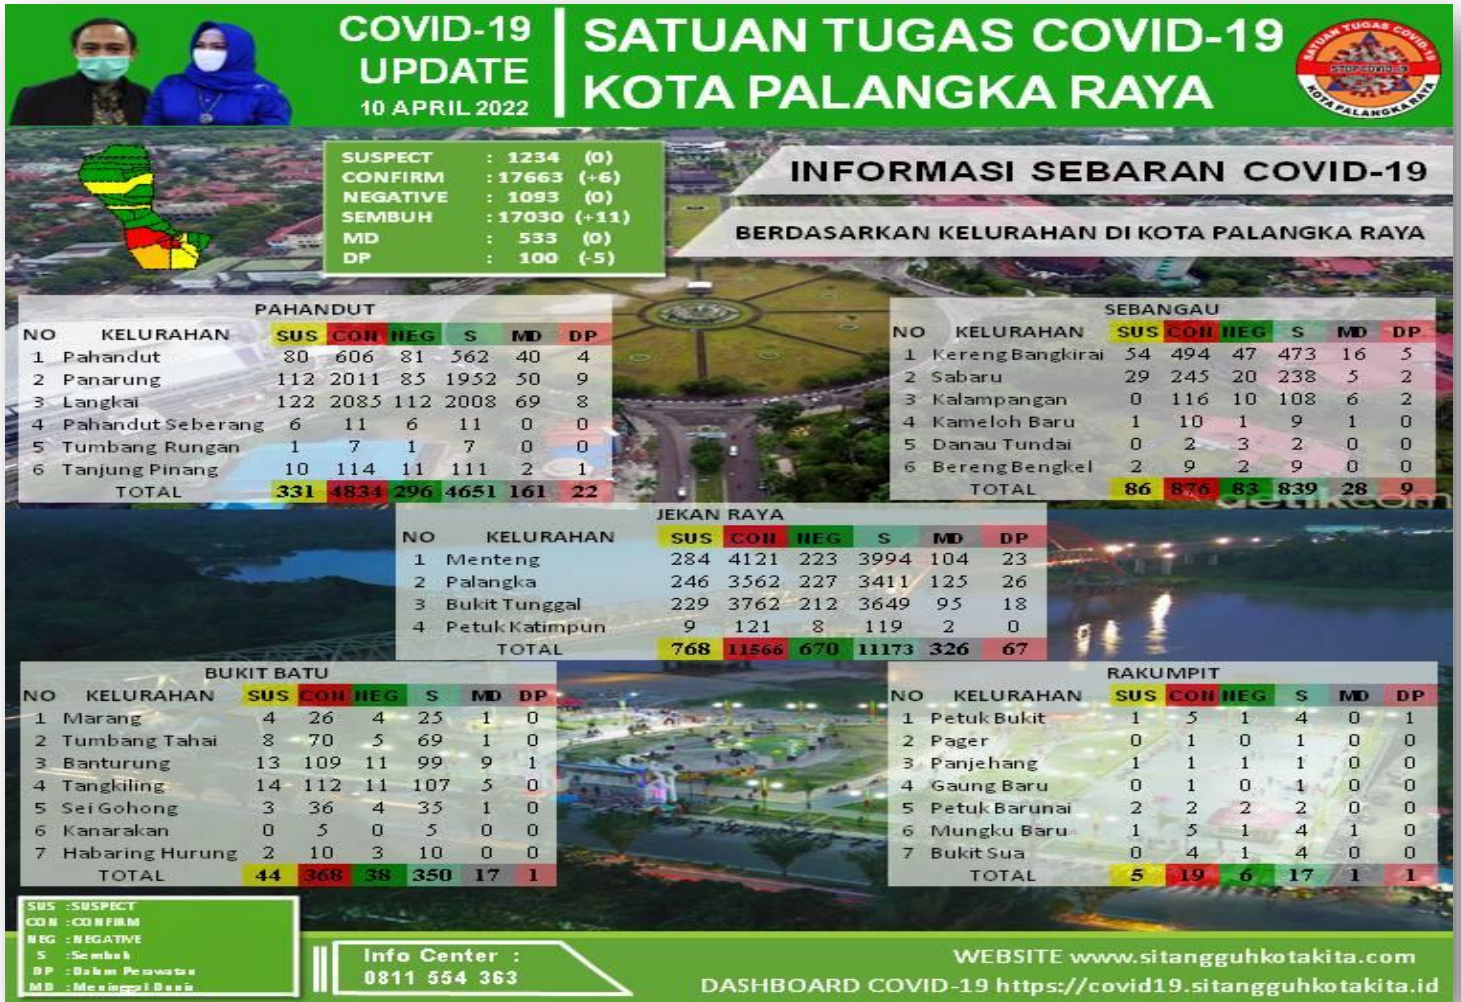 COVID-19
UPDATE
10 APRIL 2022
SATUAN TUGAS COVID-19
KOTA PALANGKA RAYA
SATUAN TUGAS COVID-19
STOP COVID-19
KOTA PALANGKA RAYA
SUSPECT : 1234 (0)
CONFIRM : 17663 (+6)
NEGATIVE : 1093 (0)
SEMBUH : 17030 (+11)
MD : 533 (0)
DP : 100 (-5)
INFORMASI SEBARAN COVID-19
BERDASARKAN KELURAHAN DI KOTA PALANGKA RAYA
PAHANDUT
NO KELURAHAN SUS CON NEG S MD DP
1 Pahandut 80 606 81 562 40 4
2 Panarung 112 2011 85 1952 50 9
3 Langkai 122 2085 112 2008 69 8
4 Pahandut Seberang 6 11 6 11 0 0
5 Tumbang Rungan 1 7 1 7 0 0
6 Tanjung Pinang 10 114 11 111 2 1
TOTAL 331 4834 296 4651 161 22
SEBANGAU
NO KELURAHAN SUS CON NEG S MD DP
1 Kereng Bangkirai 54 494 47 473 16 5
2 Sabaru 29 245 20 238 5 2
3 Kalampangan 0 116 10 108 6 2
4 Kameloh Baru 1 10 1 9 1 0
5 Danau Tundai 0 2 3 2 0 0
6 Bereng Bengkel 2 9 2 9 0 0
TOTAL 86 876 83 839 28 9
detikcom
JEKAN RAYA
NO KELURAHAN SUS CON NEG S MD DP
1 Menteng 284 4121 223 3994 104 23
2 Palangka 246 3562 227 3411 125 26
3 Bukit Tunggal 229 3762 212 3649 95 18
4 Petuk Katimpun 9 121 8 119 2 0
TOTAL 768 11566 670 11173 326 67
BUKIT BATU
NO KELURAHAN SUS CON NEG S MD DP
1 Marang 4 26 4 25 1 0
2 Tumbang Tahai 8 70 5 69 1 0
3 Banturung 13 109 11 99 9 1
4 Tangkiling 14 112 11 107 5 0
5 Sei Gohong 3 36 4 35 1 0
6 Kanarakan 0 5 0 5 0 0
7 Habaring Hurung 2 10 3 10 0 0
TOTAL 44 368 38 350 17 1
RAKUMPIT
NO KELURAHAN SUS CON NEG S MD DP
1 Petuk Bukit 1 5 1 4 0 1
2 Pager 0 1 0 1 0 0
3 Panjehang 1 1 1 1 0 0
4 Gaung Baru 0 1 0 1 0 0
5 Petuk Barunai 2 2 2 2 0 0
6 Mungku Baru 1 5 1 4 1 0
7 Bukit Sua 0 4 1 4 0 0
TOTAL 5 19 6 17 1 1
SUS : SUSPECT
CON : CONFIRM
NEG : NEGATIVE
S : Sembuh
DP : Dalam Perawatan
MD : Meninggal Dunia
Info Center :
0811 554 363
WEBSITE www.sitangguhkotakita.com
DASHBOARD COVID-19 https://covid19.sitangguhkotakita.id